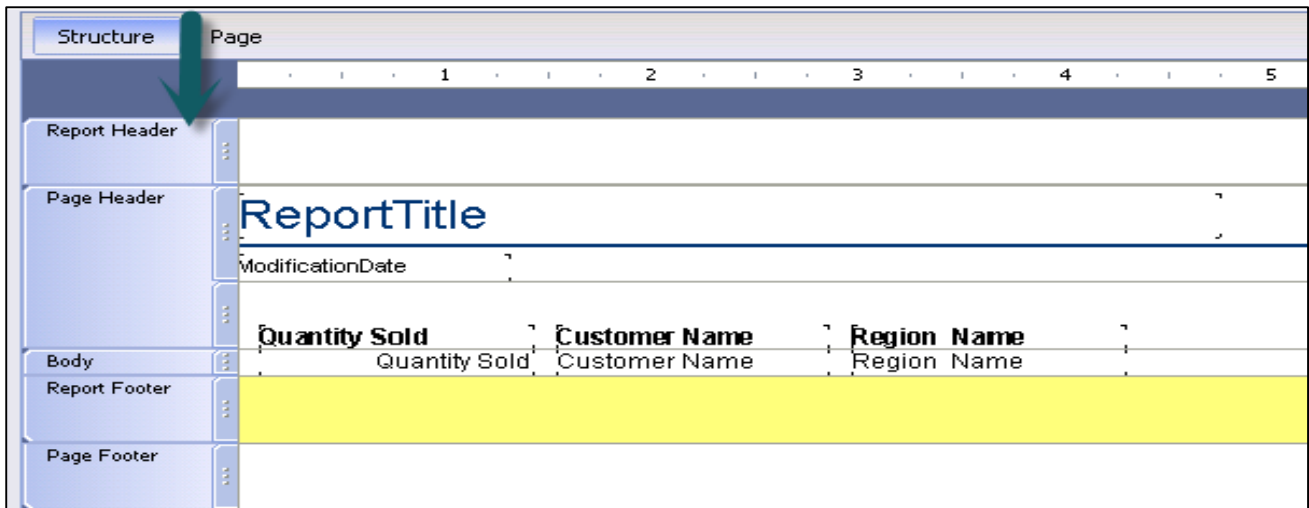 Structure Page
1 2 3 4 5
Report Header
Page Header
ReportTitle
ModificationDate
Quantity Sold Customer Name Region Name
Body
Quantity Sold Customer Name Region Name
Report Footer
Page Footer